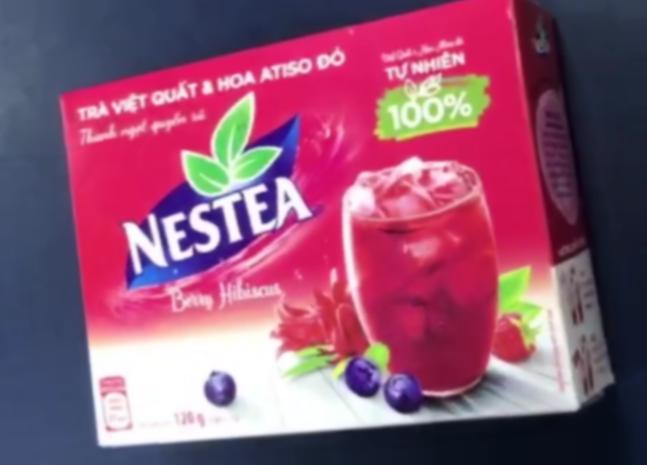 TRÀ VIỆT QUẤT & HOA ATISO ĐỎ
Thanh ngọt quyến rũ
TỰ NHIÊN
100%
NESTEA
Berry Hibiscus
120g